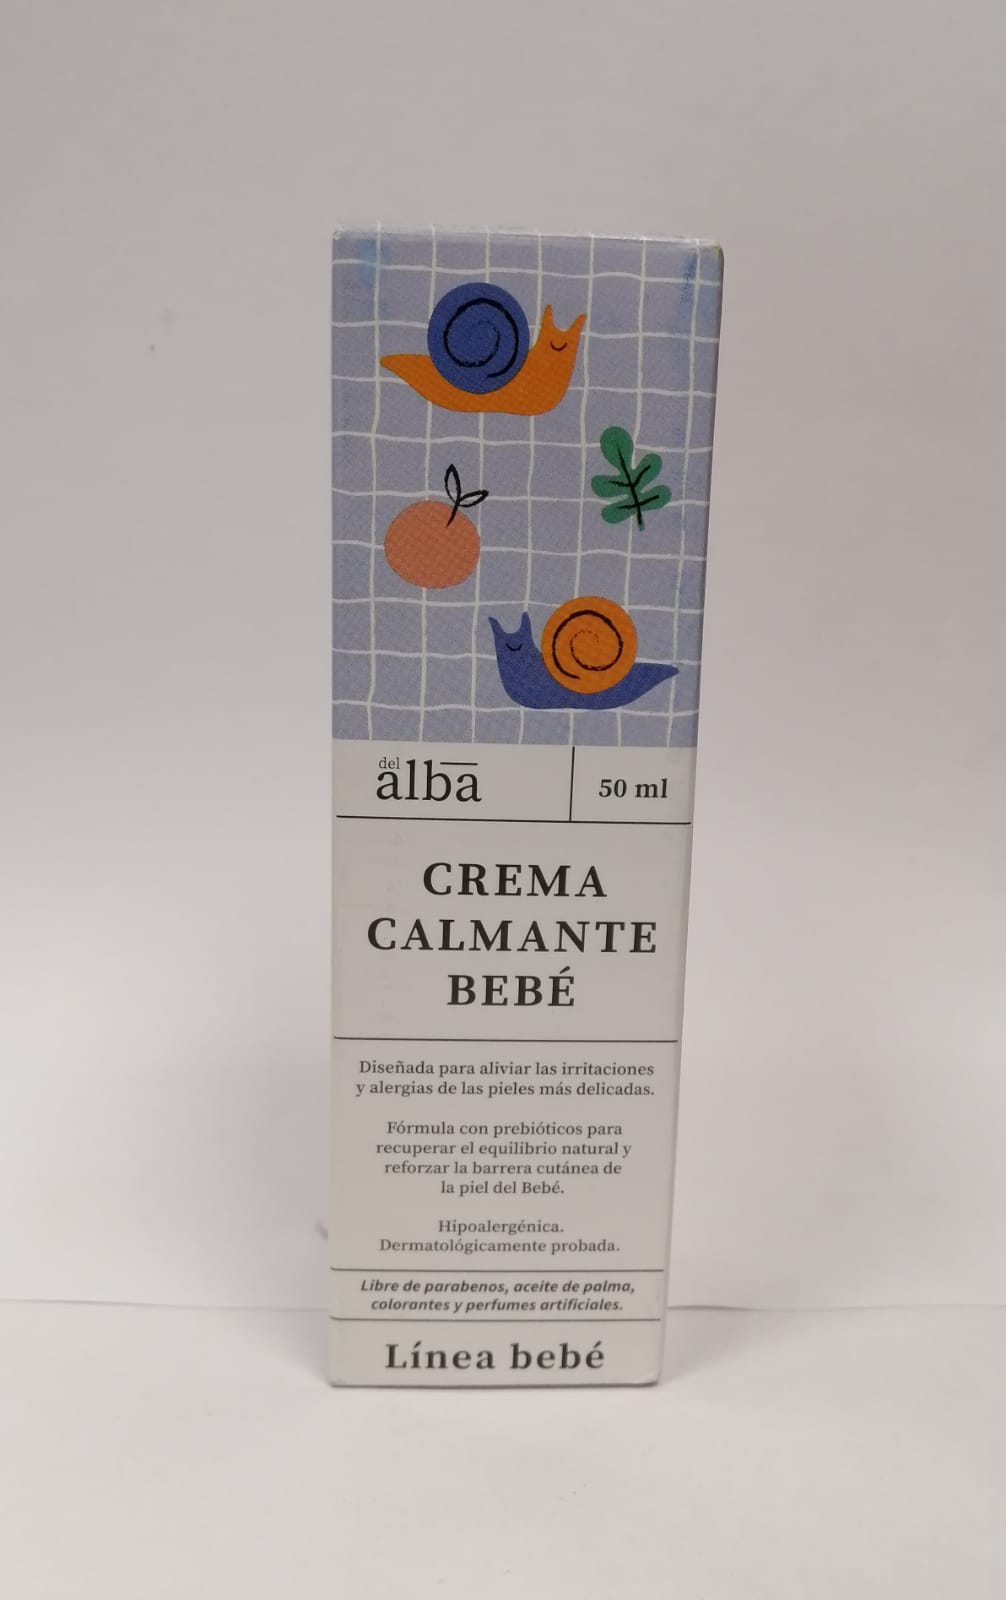 del
alba
50 ml
CREMA
CALMANTE
BEBÉ
Diseñada para aliviar las irritaciones
y alergias de las pieles más delicadas.
Fórmula con prebióticos para
recuperar el equilibrio natural y
reforzar la barrera cutánea de
la piel del Bebé.
Hipoalergénica.
Dermatológicamente probada.
Libre de parabenos, aceite de palma,
colorantes y perfumes artificiales.
Línea bebé